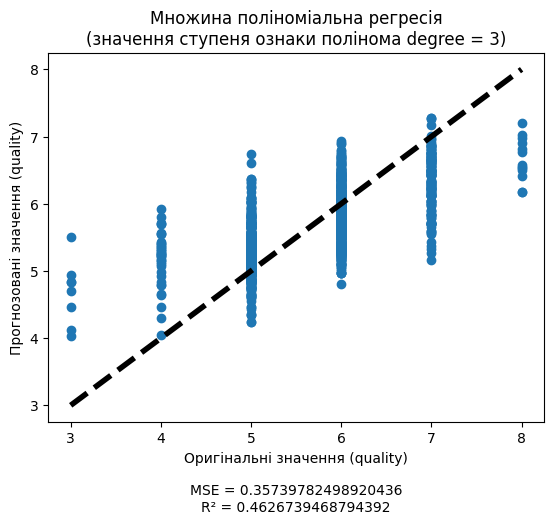 Множина поліноміальна регресія
(значення ступеня ознаки полінома degree = 3)
Прогнозовані значення (quality)
8
7
6
5
4
3
3 4 5 6 7 8
Оригінальні значення (quality)
MSE = 0.35739782498920436
R² = 0.4626739468794392